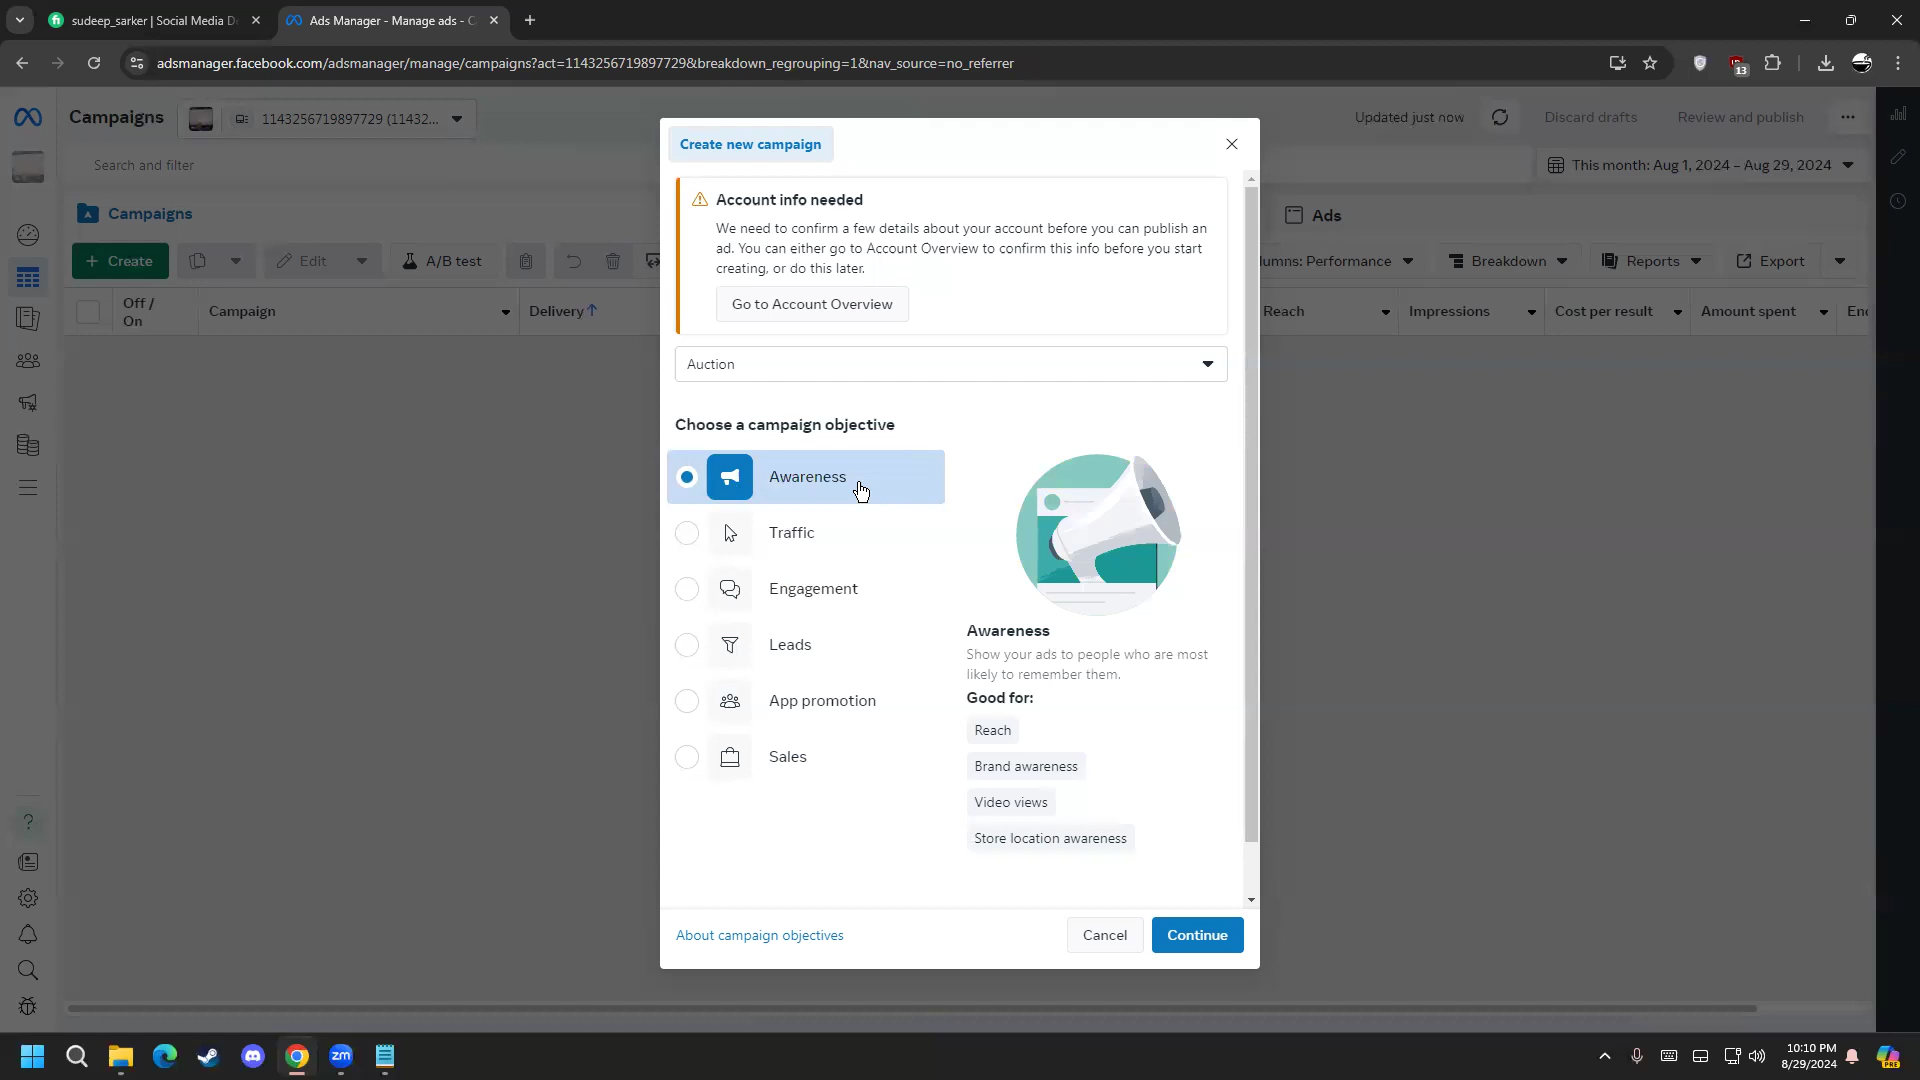 sudeep_sarker | Social Media D
Ads Manager - Manage ads - C
adsmanager.facebook.com/adsmanager/manage/campaigns?act=1143256719897729&breakdown_regrouping=1&nav_source=no_referrer
13
Campaigns
1143256719897729 (11432...
Updated just now
Discard drafts
Review and publish
Search and filter
This month: Aug 1, 2024 – Aug 29, 2024
Campaigns
Ads
+ Create
Edit
A/B test
lumns: Performance
Breakdown
Reports
Export
Off /
On
Campaign
Delivery
Reach
Impressions
Cost per result
Amount spent
Create new campaign
Account info needed
We need to confirm a few details about your account before you can publish an
ad. You can either go to Account Overview to confirm this info before you start
creating, or do this later.
Go to Account Overview
Auction
Choose a campaign objective
Awareness
Traffic
Engagement
Leads
App promotion
Sales
Awareness
Show your ads to people who are most
likely to remember them.
Good for:
Reach
Brand awareness
Video views
Store location awareness
About campaign objectives
Cancel
Continue
zm
10:10 PM
8/29/2024
PRE